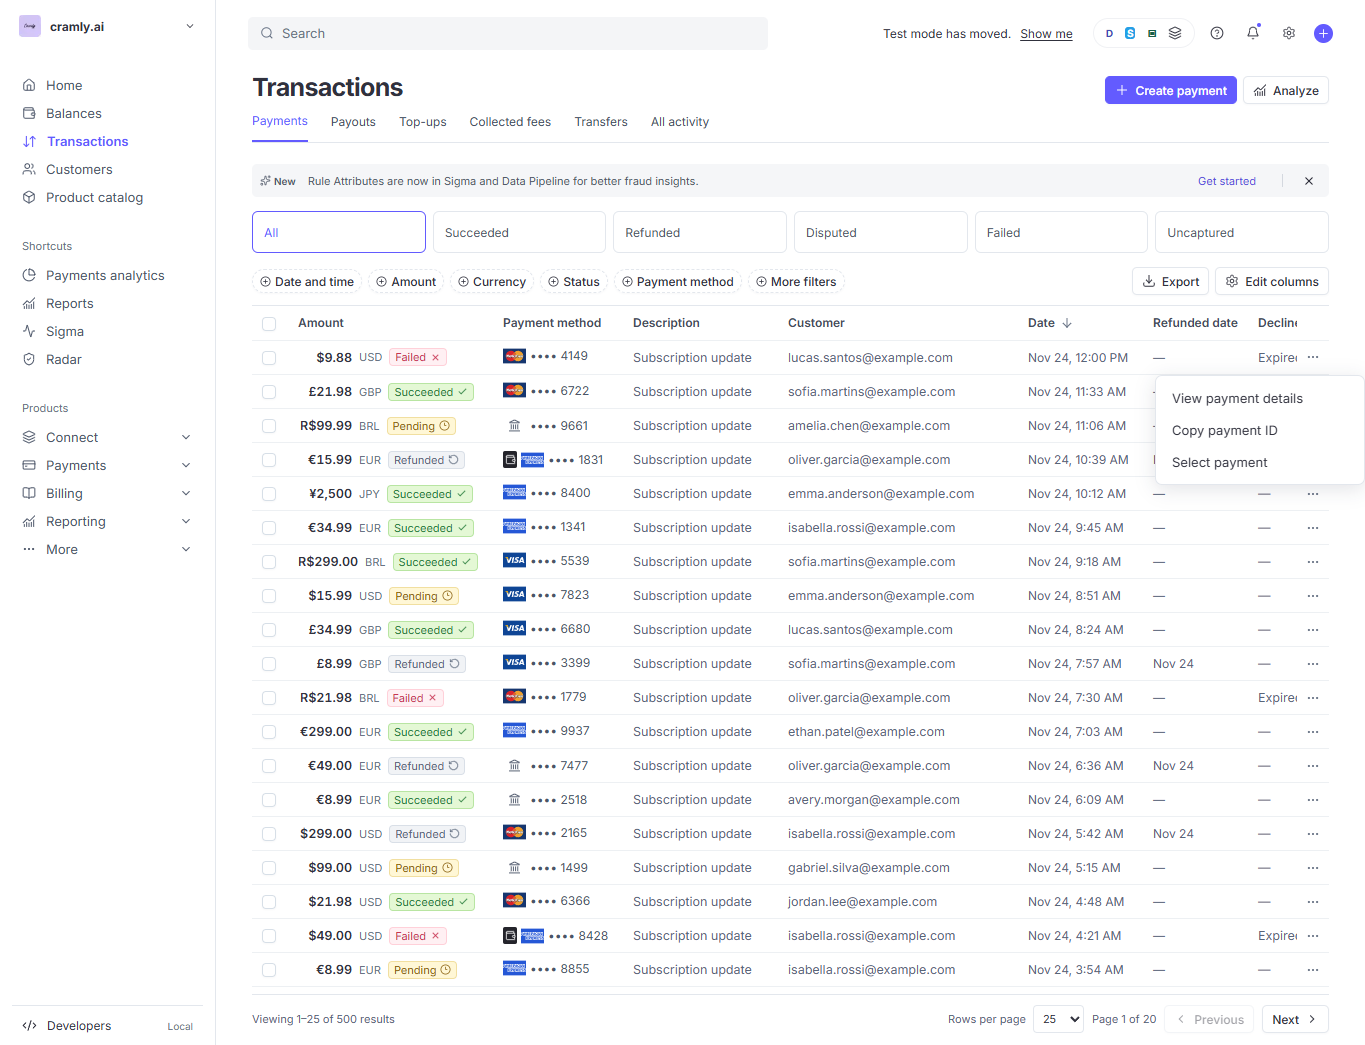 cramly.ai
Search
Test mode has moved. Show me
Home
Balances
Transactions
Customers
Product catalog
Shortcuts
Payments analytics
Reports
Sigma
Radar
Products
Connect
Payments
Billing
Reporting
More
Developers Local
Transactions
Create payment Analyze
Payments Payouts Top-ups Collected fees Transfers All activity
New Rule Attributes are now in Sigma and Data Pipeline for better fraud insights. Get started
All Succeeded Refunded Disputed Failed Uncaptured
Date and time Amount Currency Status Payment method More filters Export Edit columns
Amount Payment method Description Customer Date Refunded date Decline
$9.88 USD Failed •••• 4149 Subscription update lucas.santos@example.com Nov 24, 12:00 PM — Expired
£21.98 GBP Succeeded •••• 6722 Subscription update sofia.martins@example.com Nov 24, 11:33 AM
R$99.99 BRL Pending •••• 9661 Subscription update amelia.chen@example.com Nov 24, 11:06 AM
€15.99 EUR Refunded •••• 1831 Subscription update oliver.garcia@example.com Nov 24, 10:39 AM
¥2,500 JPY Succeeded •••• 8400 Subscription update emma.anderson@example.com Nov 24, 10:12 AM — —
€34.99 EUR Succeeded •••• 1341 Subscription update isabella.rossi@example.com Nov 24, 9:45 AM — —
R$299.00 BRL Succeeded VISA •••• 5539 Subscription update sofia.martins@example.com Nov 24, 9:18 AM — —
$15.99 USD Pending VISA •••• 7823 Subscription update emma.anderson@example.com Nov 24, 8:51 AM — —
£34.99 GBP Succeeded VISA •••• 6680 Subscription update lucas.santos@example.com Nov 24, 8:24 AM — —
£8.99 GBP Refunded VISA •••• 3399 Subscription update sofia.martins@example.com Nov 24, 7:57 AM Nov 24 —
R$21.98 BRL Failed •••• 1779 Subscription update oliver.garcia@example.com Nov 24, 7:30 AM — Expired
€299.00 EUR Succeeded •••• 9937 Subscription update ethan.patel@example.com Nov 24, 7:03 AM — —
€49.00 EUR Refunded •••• 7477 Subscription update oliver.garcia@example.com Nov 24, 6:36 AM Nov 24 —
€8.99 EUR Succeeded •••• 2518 Subscription update avery.morgan@example.com Nov 24, 6:09 AM — —
$299.00 USD Refunded •••• 2165 Subscription update isabella.rossi@example.com Nov 24, 5:42 AM Nov 24 —
$99.00 USD Pending •••• 1499 Subscription update gabriel.silva@example.com Nov 24, 5:15 AM — —
$21.98 USD Succeeded •••• 6366 Subscription update jordan.lee@example.com Nov 24, 4:48 AM — —
$49.00 USD Failed •••• 8428 Subscription update isabella.rossi@example.com Nov 24, 4:21 AM — Expired
€8.99 EUR Pending •••• 8855 Subscription update isabella.rossi@example.com Nov 24, 3:54 AM — —
View payment details
Copy payment ID
Select payment
Viewing 1–25 of 500 results Rows per page 25 Page 1 of 20 Previous Next